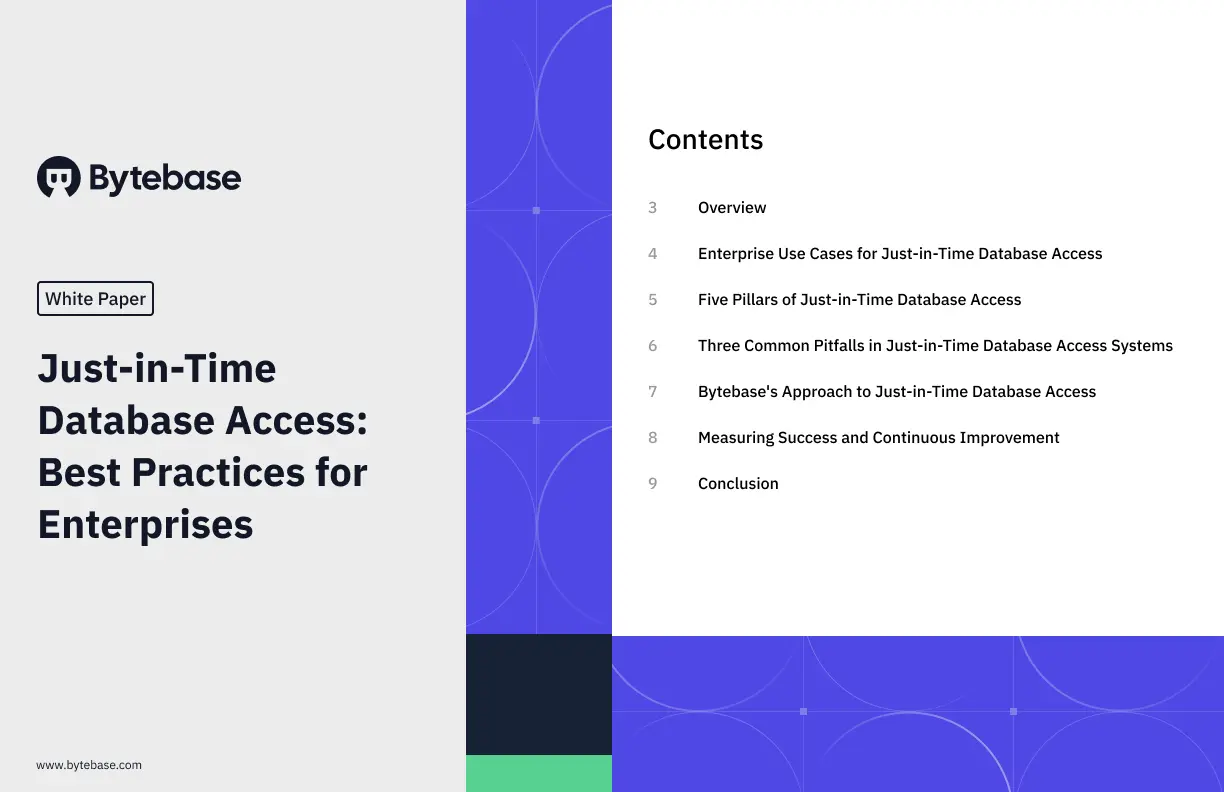 Bytebase
White Paper
Just-in-Time
Database Access:
Best Practices for
Enterprises
www.bytebase.com
Contents
3 Overview
4 Enterprise Use Cases for Just-in-Time Database Access
5 Five Pillars of Just-in-Time Database Access
6 Three Common Pitfalls in Just-in-Time Database Access Systems
7 Bytebase's Approach to Just-in-Time Database Access
8 Measuring Success and Continuous Improvement
9 Conclusion